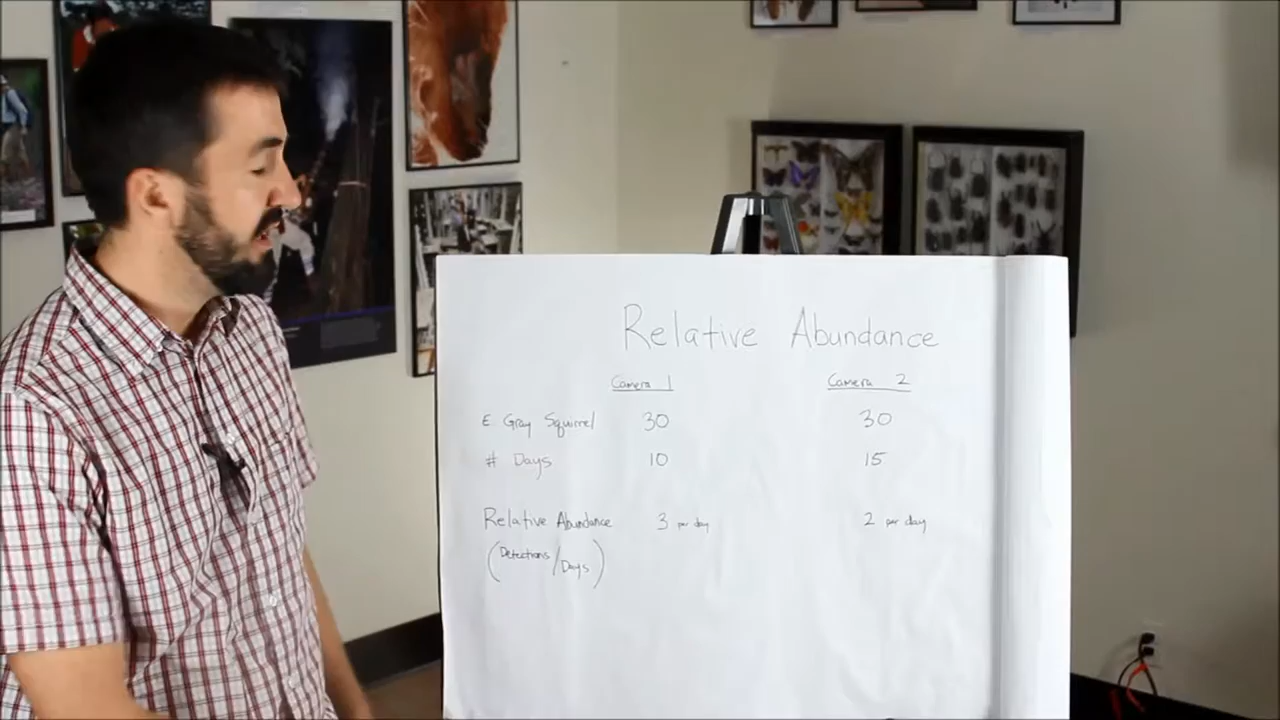 Relative Abundance
Camera 1 Camera 2
E Gray Squirrel 30 30
# Days 10 15
Relative Abundance 3 per day 2 per day
(Detections/Days)